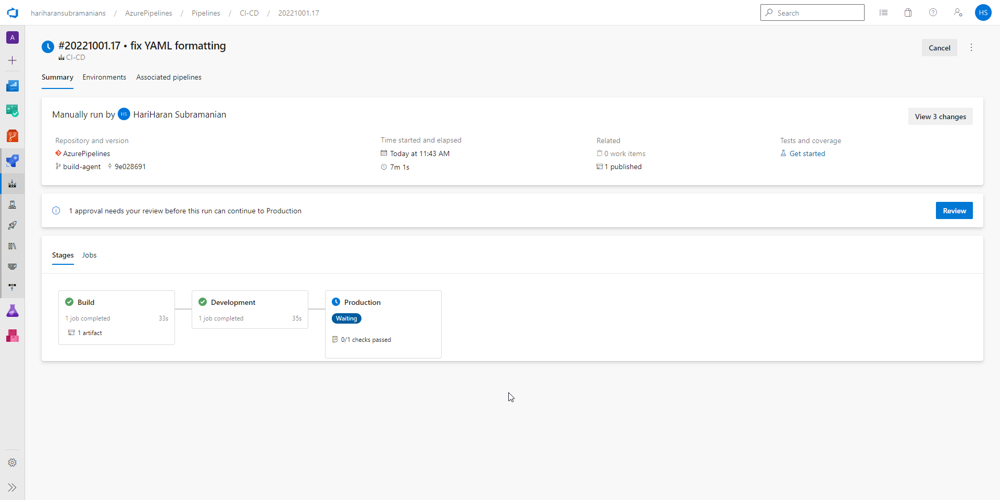 hariharansubramanians / AzurePipelines / Pipelines / CI-CD / 20221001.17
Search
HS
A
#20221001.17 • fix YAML formatting
CI-CD
Cancel
Summary Environments Associated pipelines
Manually run by HS HariHaran Subramanian
View 3 changes
Repository and version
AzurePipelines
build-agent 9e028691
Time started and elapsed
Today at 11:43 AM
7m 1s
Related
0 work items
1 published
Tests and coverage
Get started
1 approval needs your review before this run can continue to Production
Review
Stages Jobs
Build
1 job completed 33s
1 artifact
Development
1 job completed 35s
Production
Waiting
0/1 checks passed